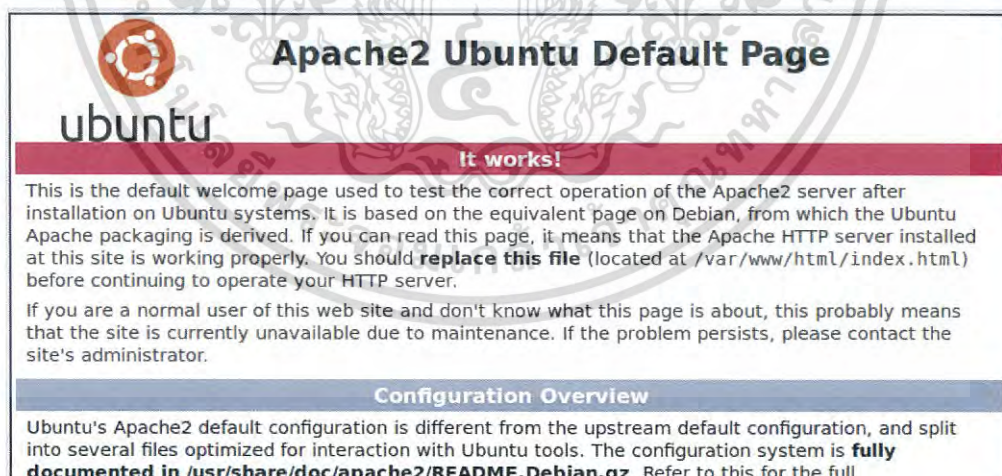 Apache2 Ubuntu Default Page
ubuntu
It works!
This is the default welcome page used to test the correct operation of the Apache2 server after
installation on Ubuntu systems. It is based on the equivalent page on Debian, from which the Ubuntu
Apache packaging is derived. If you can read this page, it means that the Apache HTTP server installed
at this site is working properly. You should replace this file (located at /var/www/html/index.html)
before continuing to operate your HTTP server.
If you are a normal user of this web site and don't know what this page is about, this probably means
that the site is currently unavailable due to maintenance. If the problem persists, please contact the
site's administrator.
Configuration Overview
Ubuntu's Apache2 default configuration is different from the upstream default configuration, and split
into several files optimized for interaction with Ubuntu tools. The configuration system is fully
documented in /usr/share/doc/apache2/README.Debian.gz. Refer to this for the full